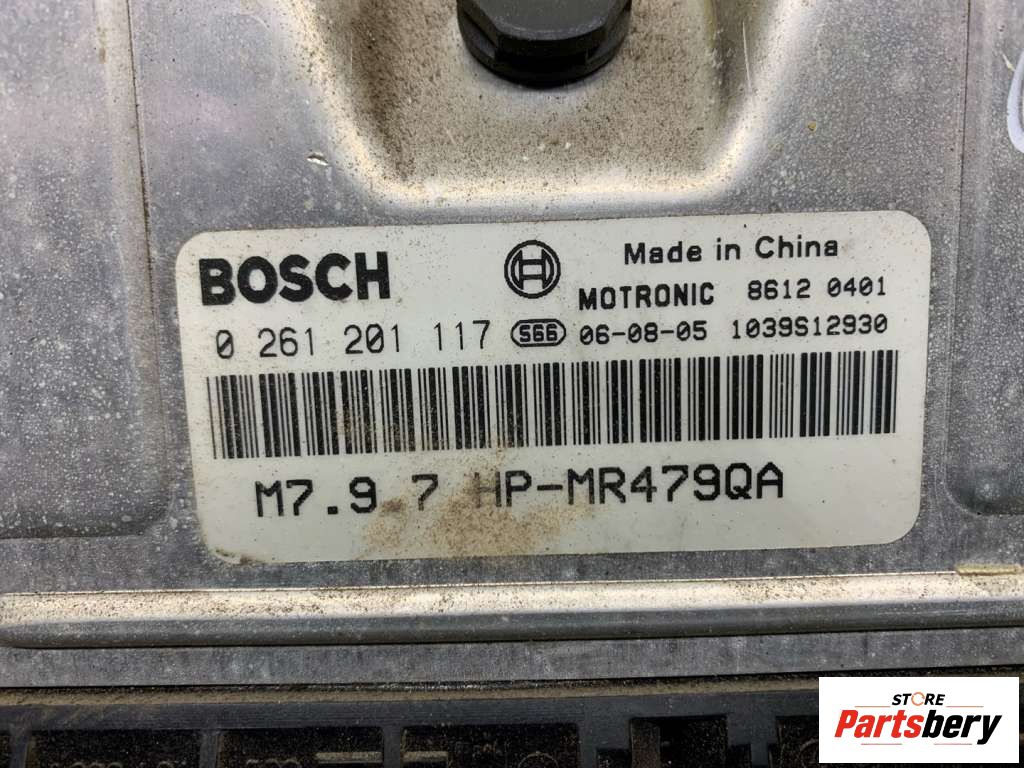 BOSCH
Made in China
MOTRONIC 8612 0401
0 261 201 117 566 06-08-05 1039S12930
M7.9 7 HP-MR479QA
STORE
Partsbery